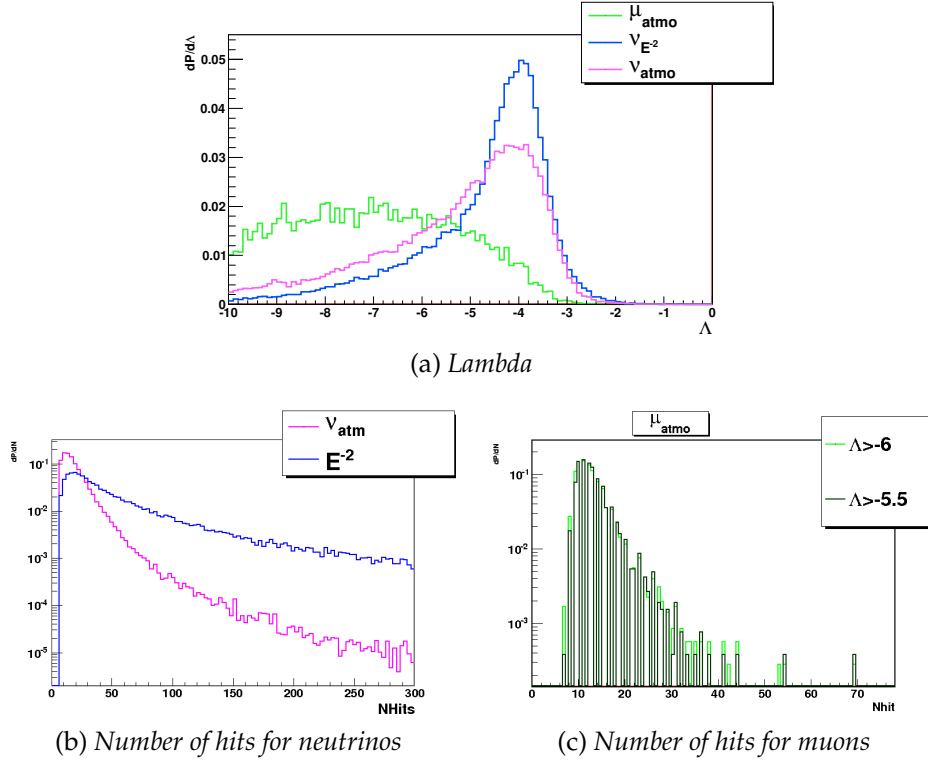 μatmo
νE-2
νatmo
dP/dΛ
0.05
0.04
0.03
0.02
0.01
0
-10 -9 -8 -7 -6 -5 -4 -3 -2 -1 0
Λ
(a) Lambda
νatm
E-2
dP/dN
10-1
10-2
10-3
10-4
10-5
0 50 100 150 200 250 300
NHits
(b) Number of hits for neutrinos
μatmo
Λ>-6
Λ>-5.5
dP/dN
10-1
10-2
10-3
0 10 20 30 40 50 60 70
Nhit
(c) Number of hits for muons